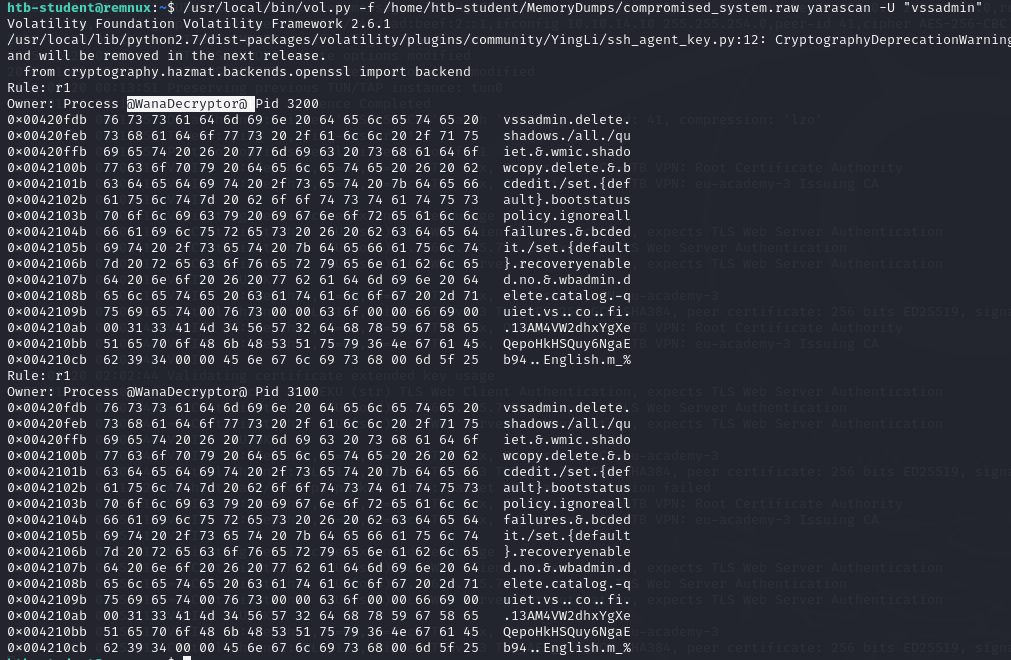 htb-student@remnux:~$ /usr/local/bin/vol.py -f /home/htb-student/MemoryDumps/compromised_system.raw yarascan -U "vssadmin"
Volatility Foundation Volatility Framework 2.6.1
/usr/local/lib/python2.7/dist-packages/volatility/plugins/community/YingLi/ssh_agent_key.py:12: CryptographyDeprecationWarning
and will be removed in the next release.
  from cryptography.hazmat.backends.openssl import backend
Rule: r1
Owner: Process @WanaDecryptor@ Pid 3200
0x00420fdb  76 73 73 61 64 6d 69 6e 20 64 65 6c 65 74 65 20   vssadmin.delete.
0x00420feb  73 68 61 64 6f 77 73 20 2f 61 6c 6c 20 2f 71 75   shadows./all./qu
0x00420ffb  69 65 74 20 26 20 77 6d 69 63 20 73 68 61 64 6f   iet.&.wmic.shado
0x0042100b  77 63 6f 70 79 20 64 65 6c 65 74 65 20 26 20 62   wcopy.delete.&.b
0x0042101b  63 64 65 64 69 74 20 2f 73 65 74 20 7b 64 65 66   cdedit./set.{def
0x0042102b  61 75 6c 74 7d 20 62 6f 6f 74 73 74 61 74 75 73   ault}.bootstatus
0x0042103b  70 6f 6c 69 63 79 20 69 67 6e 6f 72 65 61 6c 6c   policy.ignoreall
0x0042104b  66 61 69 6c 75 72 65 73 20 26 20 62 63 64 65 64   failures.&.bcded
0x0042105b  69 74 20 2f 73 65 74 20 7b 64 65 66 61 75 6c 74   it./set.{default
0x0042106b  7d 20 72 65 63 6f 76 65 72 79 65 6e 61 62 6c 65   }.recoveryenable
0x0042107b  64 20 6e 6f 20 26 20 77 62 61 64 6d 69 6e 20 64   d.no.&.wbadmin.d
0x0042108b  65 6c 65 74 65 20 63 61 74 61 6c 6f 67 20 2d 71   elete.catalog.-q
0x0042109b  75 69 65 74 00 76 73 00 00 63 6f 00 00 66 69 00   uiet.vs..co..fi.
0x004210ab  00 31 33 41 4d 34 56 57 32 64 68 78 59 67 58 65   .13AM4VW2dhxYgXe
0x004210bb  51 65 70 6f 48 6b 48 53 51 75 79 36 4e 67 61 45   QepoHkHSQuy6NgaE
0x004210cb  62 39 34 00 00 45 6e 67 6c 69 73 68 00 6d 5f 25   b94..English.m_%
Rule: r1
Owner: Process @WanaDecryptor@ Pid 3100
0x00420fdb  76 73 73 61 64 6d 69 6e 20 64 65 6c 65 74 65 20   vssadmin.delete.
0x00420feb  73 68 61 64 6f 77 73 20 2f 61 6c 6c 20 2f 71 75   shadows./all./qu
0x00420ffb  69 65 74 20 26 20 77 6d 69 63 20 73 68 61 64 6f   iet.&.wmic.shado
0x0042100b  77 63 6f 70 79 20 64 65 6c 65 74 65 20 26 20 62   wcopy.delete.&.b
0x0042101b  63 64 65 64 69 74 20 2f 73 65 74 20 7b 64 65 66   cdedit./set.{def
0x0042102b  61 75 6c 74 7d 20 62 6f 6f 74 73 74 61 74 75 73   ault}.bootstatus
0x0042103b  70 6f 6c 69 63 79 20 69 67 6e 6f 72 65 61 6c 6c   policy.ignoreall
0x0042104b  66 61 69 6c 75 72 65 73 20 26 20 62 63 64 65 64   failures.&.bcded
0x0042105b  69 74 20 2f 73 65 74 20 7b 64 65 66 61 75 6c 74   it./set.{default
0x0042106b  7d 20 72 65 63 6f 76 65 72 79 65 6e 61 62 6c 65   }.recoveryenable
0x0042107b  64 20 6e 6f 20 26 20 77 62 61 64 6d 69 6e 20 64   d.no.&.wbadmin.d
0x0042108b  65 6c 65 74 65 20 63 61 74 61 6c 6f 67 20 2d 71   elete.catalog.-q
0x0042109b  75 69 65 74 00 76 73 00 00 63 6f 00 00 66 69 00   uiet.vs..co..fi.
0x004210ab  00 31 33 41 4d 34 56 57 32 64 68 78 59 67 58 65   .13AM4VW2dhxYgXe
0x004210bb  51 65 70 6f 48 6b 48 53 51 75 79 36 4e 67 61 45   QepoHkHSQuy6NgaE
0x004210cb  62 39 34 00 00 45 6e 67 6c 69 73 68 00 6d 5f 25   b94..English.m_%